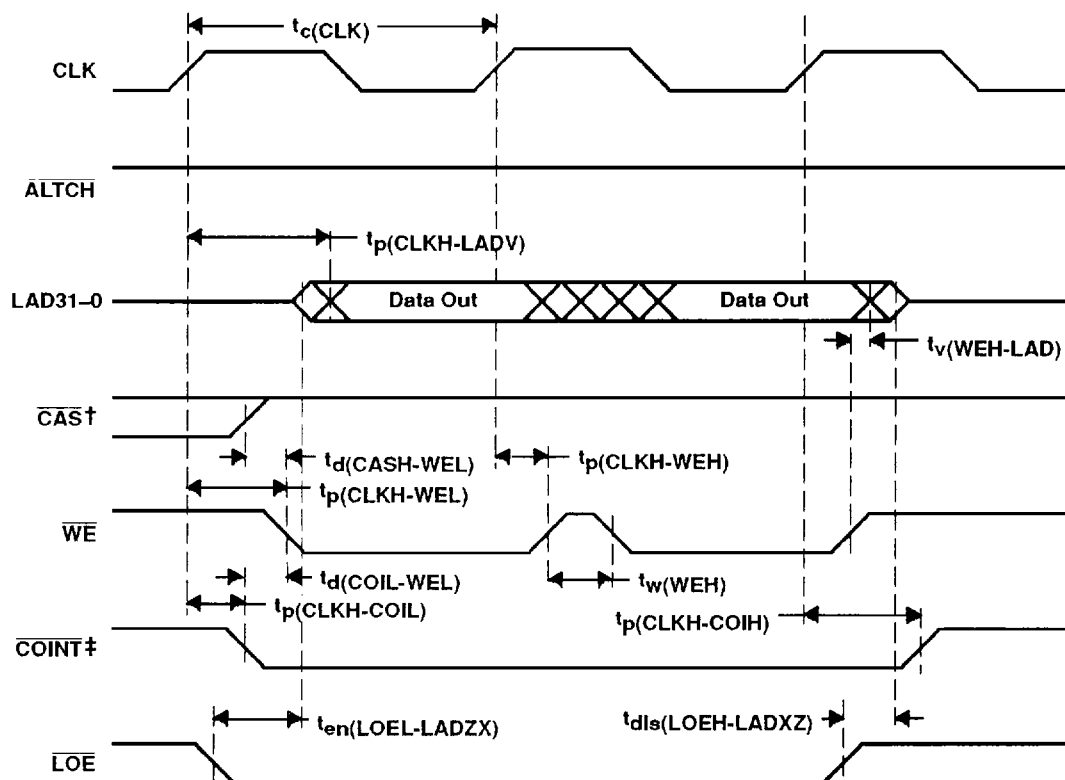 tc(CLK)
CLK
ALTCH
tp(CLKH-LADV)
LAD31–0
Data Out
Data Out
tv(WEH-LAD)
CAS†
td(CASH-WEL)
tp(CLKH-WEH)
tp(CLKH-WEL)
WE
td(COIL-WEL)
tw(WEH)
tp(CLKH-COIL)
tp(CLKH-COIH)
COINT‡
ten(LOEL-LADZX)
tdis(LOEH-LADXZ)
LOE